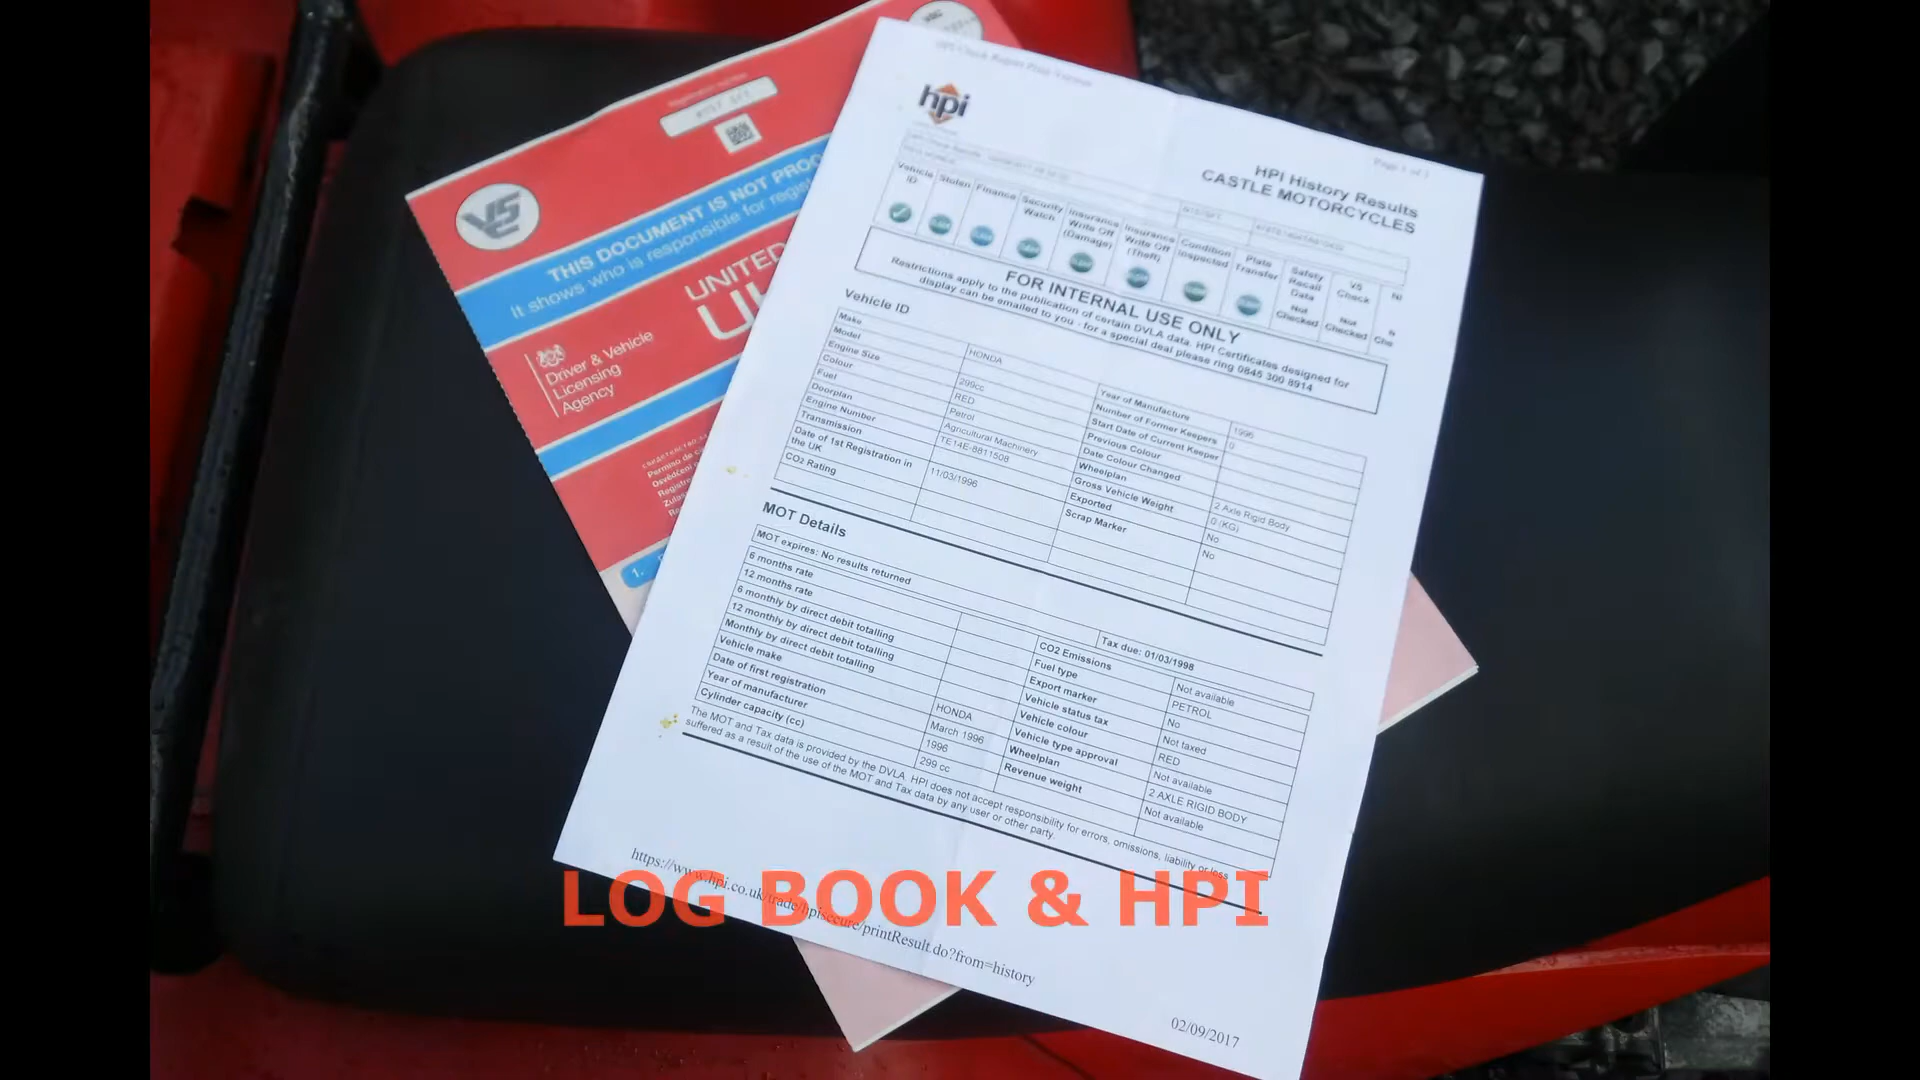 V5C
THIS DOCUMENT IS NOT PROO
It shows who is responsible for regis
UNITED
UK
Driver & Vehicle
Licensing
Agency
1.
hpi
Page 1 of 2
HPI History Results
CASTLE MOTORCYCLES
Vehicle ID
Stolen
Finance
Security Watch
Insurance Write Off (Damage)
Insurance Write Off (Theft)
Condition Inspected
Plate Transfer
Safety Recall Data Not Checked
V5 Check Not Checked
FOR INTERNAL USE ONLY
Restrictions apply to the publication of certain DVLA data. HPI Certificates designed for
display can be emailed to you - for a special deal please ring 0845 300 8914
Vehicle ID
Make HONDA
Model
Engine Size 299cc
Colour RED
Fuel Petrol
Doorplan Agricultural Machinery
Engine Number TE14E-8811508
Transmission
Date of 1st Registration in
the UK 11/03/1996
CO2 Rating
Year of Manufacture 1996
Number of Former Keepers 0
Start Date of Current Keeper
Previous Colour
Date Colour Changed
Wheelplan 2 Axle Rigid Body
Gross Vehicle Weight 0 (KG)
Exported No
Scrap Marker No
MOT Details
MOT expires: No results returned
Tax due: 01/03/1998
6 months rate
12 months rate
6 monthly by direct debit totalling
12 monthly by direct debit totalling
Monthly by direct debit totalling
Vehicle make HONDA
Date of first registration March 1996
Year of manufacturer 1996
Cylinder capacity (cc) 299 cc
CO2 Emissions Not available
Fuel type PETROL
Export marker No
Vehicle status tax Not taxed
Vehicle colour RED
Vehicle type approval Not available
Wheelplan 2 AXLE RIGID BODY
Revenue weight Not available
The MOT and Tax data is provided by the DVLA. HPI does not accept responsibility for errors, omissions, liability or loss
suffered as a result of the use of the MOT and Tax data by any user or other party.
https://www.hpi.co.uk/trade/hpisecure/printResult.do?from=history
02/09/2017
LOG BOOK & HPI